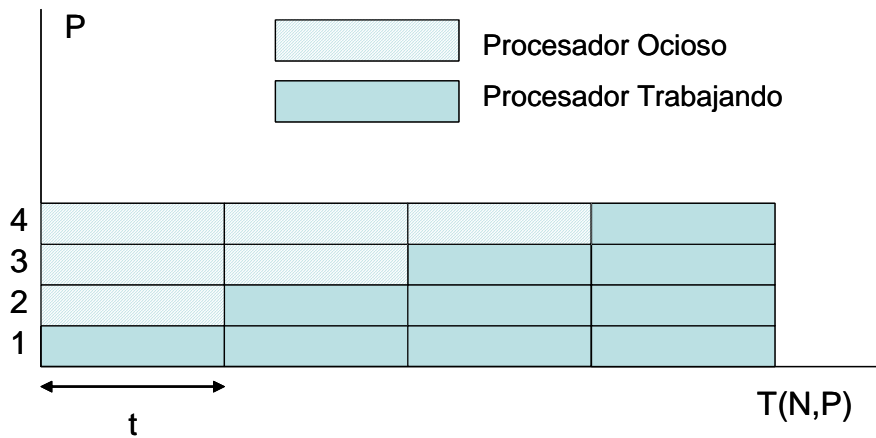 P
Procesador Ocioso
Procesador Trabajando
4
3
2
1
t
T(N,P)